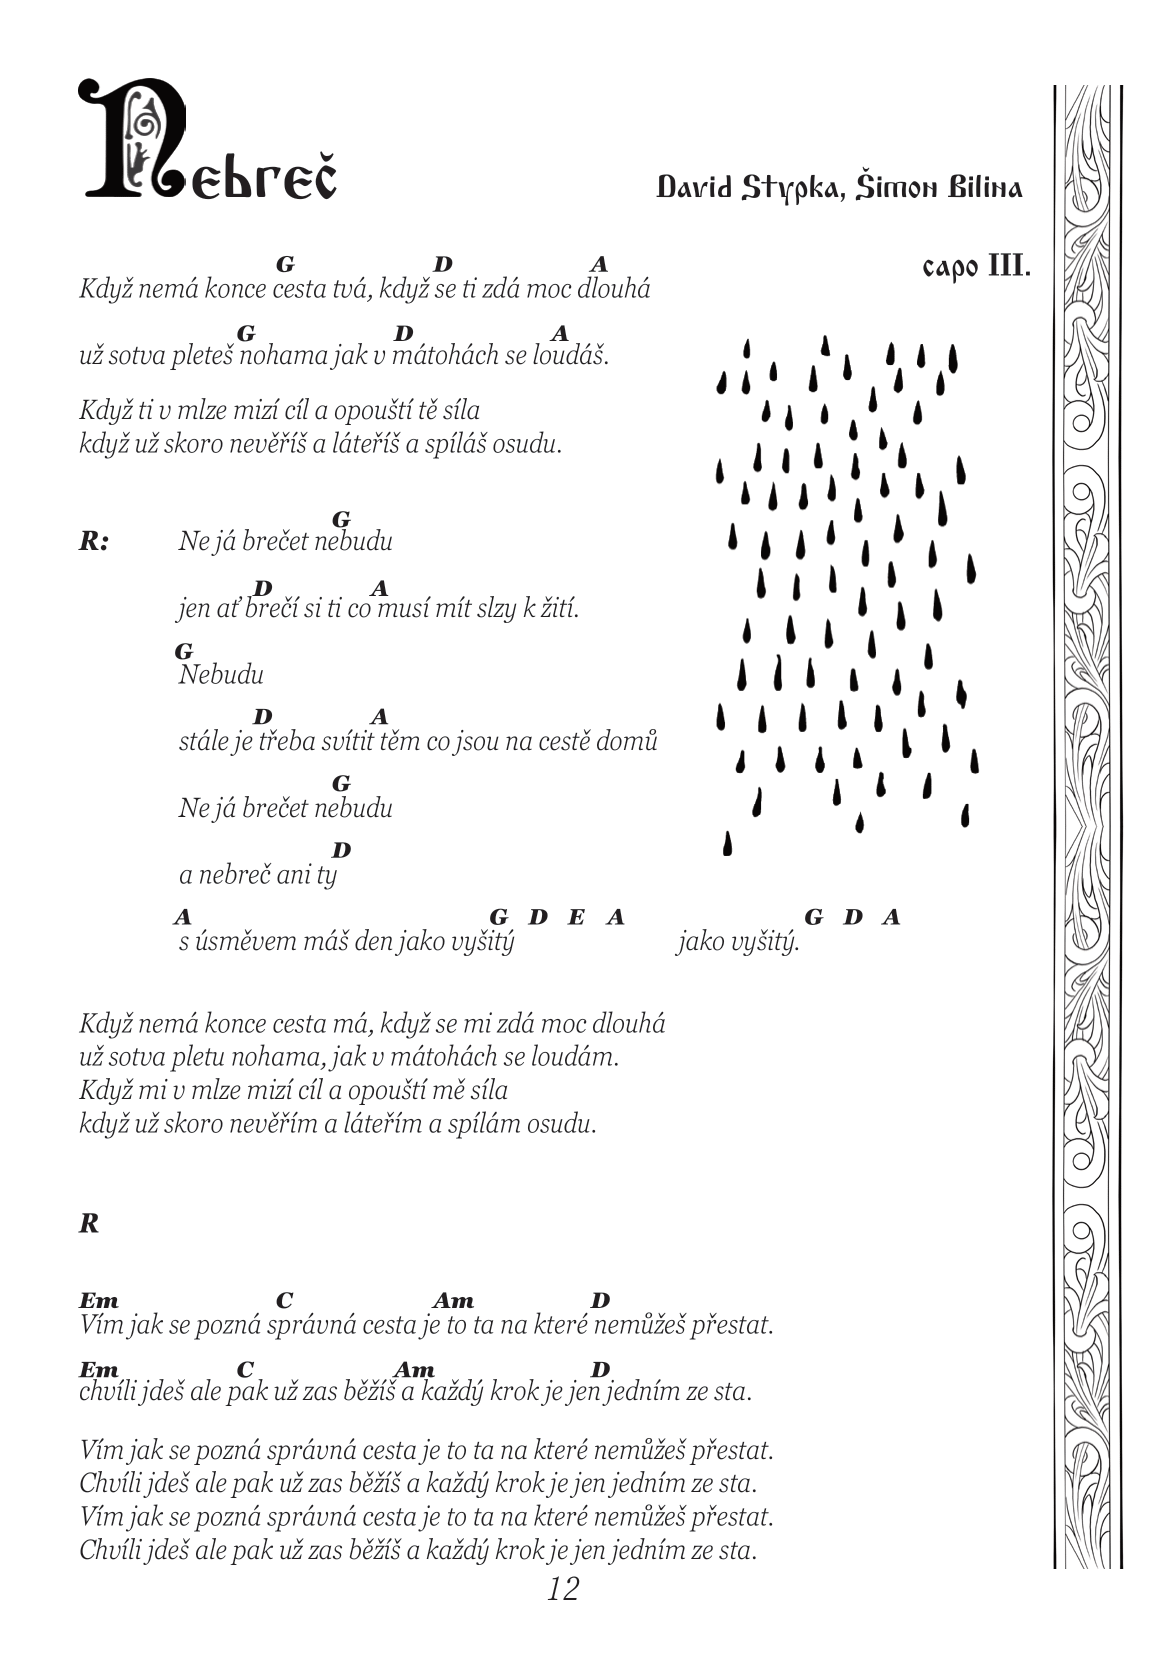 Nebreč
David Stypka, Šimon Bilina
capo III.
G D A
Když nemá konce cesta tvá, když se ti zdá moc dlouhá
G D A
už sotva pleteš nohama jak v mátohách se loudáš.
Když ti v mlze mizí cíl a opouští tě síla
když už skoro nevěříš a láteříš a spíláš osudu.
G
R: Ne já brečet nebudu
D A
jen ať brečí si ti co musí mít slzy k žití.
G
Nebudu
D A
stále je třeba svítit těm co jsou na cestě domů
G
Ne já brečet nebudu
D
a nebreč ani ty
A G D E A G D A
s úsměvem máš den jako vyšitý jako vyšitý.
Když nemá konce cesta má, když se mi zdá moc dlouhá
už sotva pletu nohama, jak v mátohách se loudám.
Když mi v mlze mizí cíl a opouští mě síla
když už skoro nevěřím a láteřím a spílám osudu.
R
Em C Am D
Vím jak se pozná správná cesta je to ta na které nemůžeš přestat.
Em C Am D
chvíli jdeš ale pak už zas běžíš a každý krok je jen jedním ze sta.
Vím jak se pozná správná cesta je to ta na které nemůžeš přestat.
Chvíli jdeš ale pak už zas běžíš a každý krok je jen jedním ze sta.
Vím jak se pozná správná cesta je to ta na které nemůžeš přestat.
Chvíli jdeš ale pak už zas běžíš a každý krok je jen jedním ze sta.
12